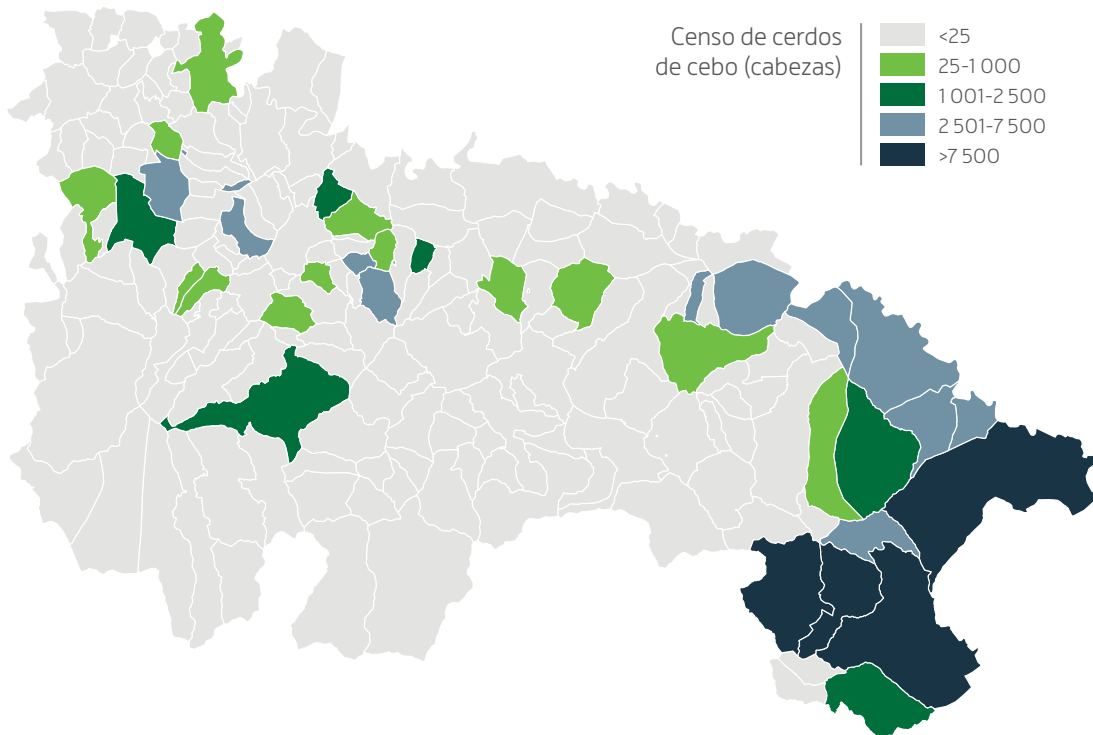 Censo de cerdos
de cebo (cabezas)
<25
25-1 000
1 001-2 500
2 501-7 500
>7 500